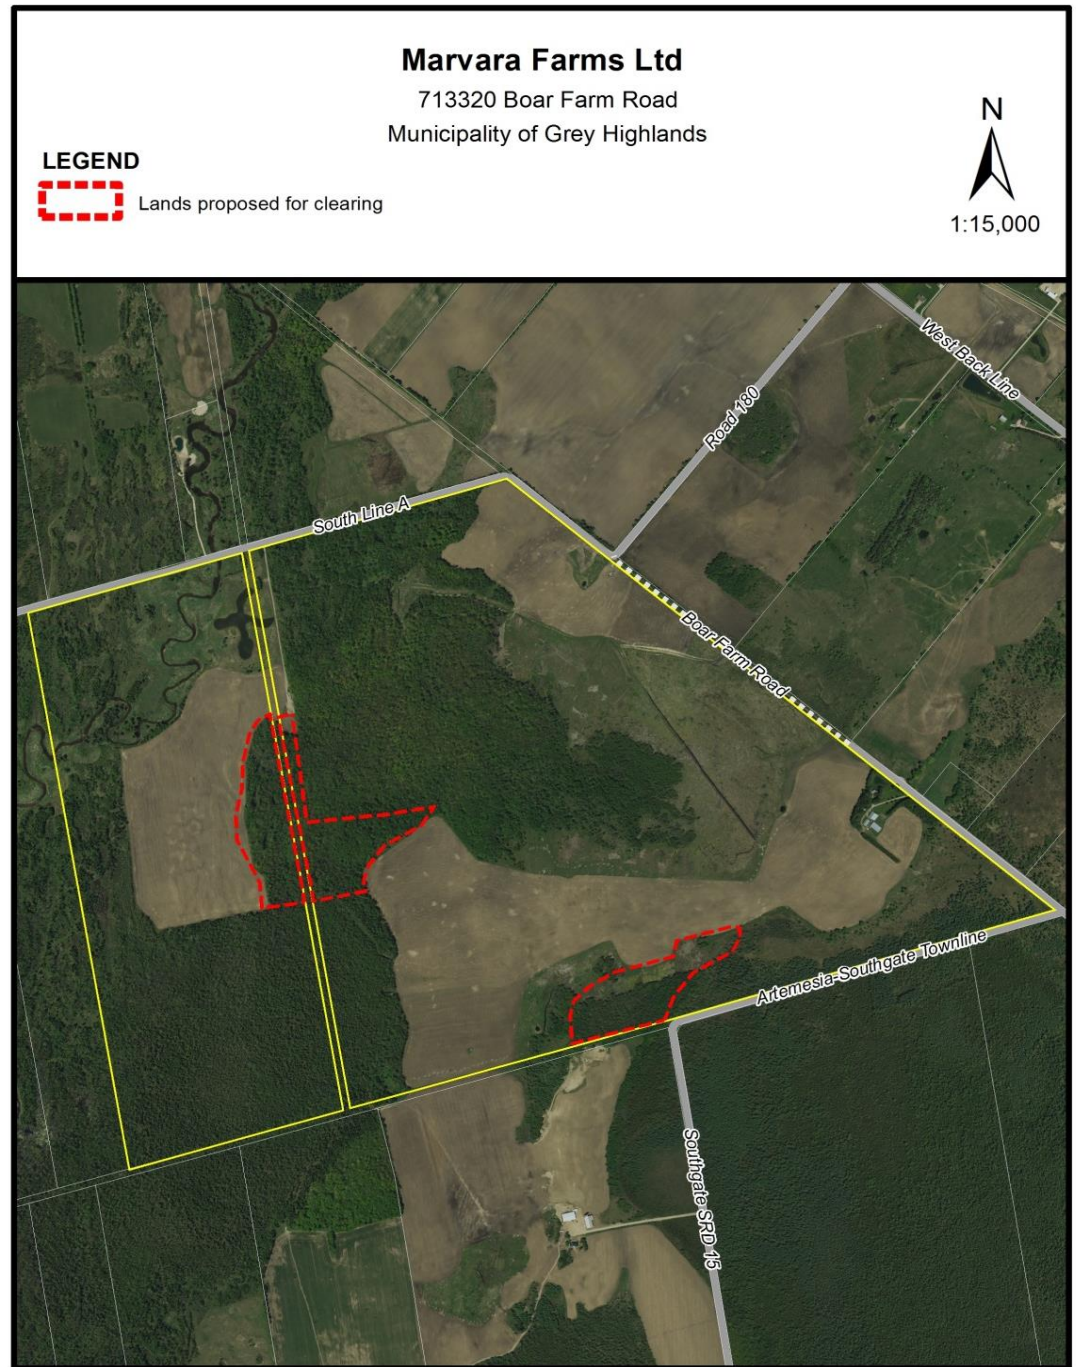 Marvara Farms Ltd
713320 Boar Farm Road
Municipality of Grey Highlands
N
1:15,000
LEGEND
Lands proposed for clearing
West Back Line
Road 180
South Line A
Boar Farm Road
Artemesia-Southgate Townline
Southgate SRD 15